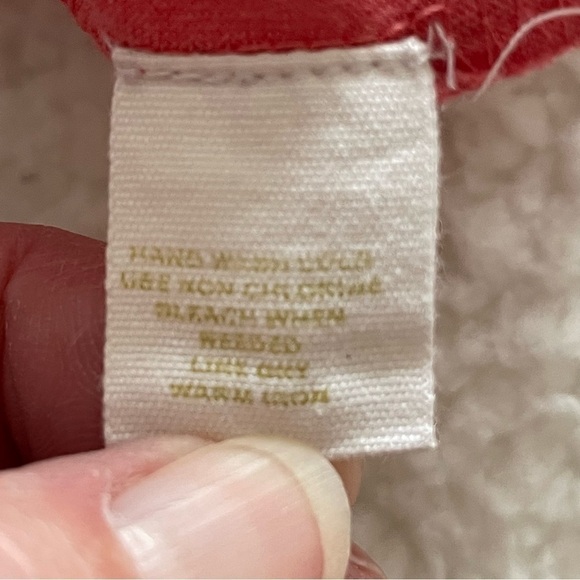 HAND WASH COLD
USE NON CHLORINE
BLEACH WHEN
NEEDED
LINE DRY
WARM IRON